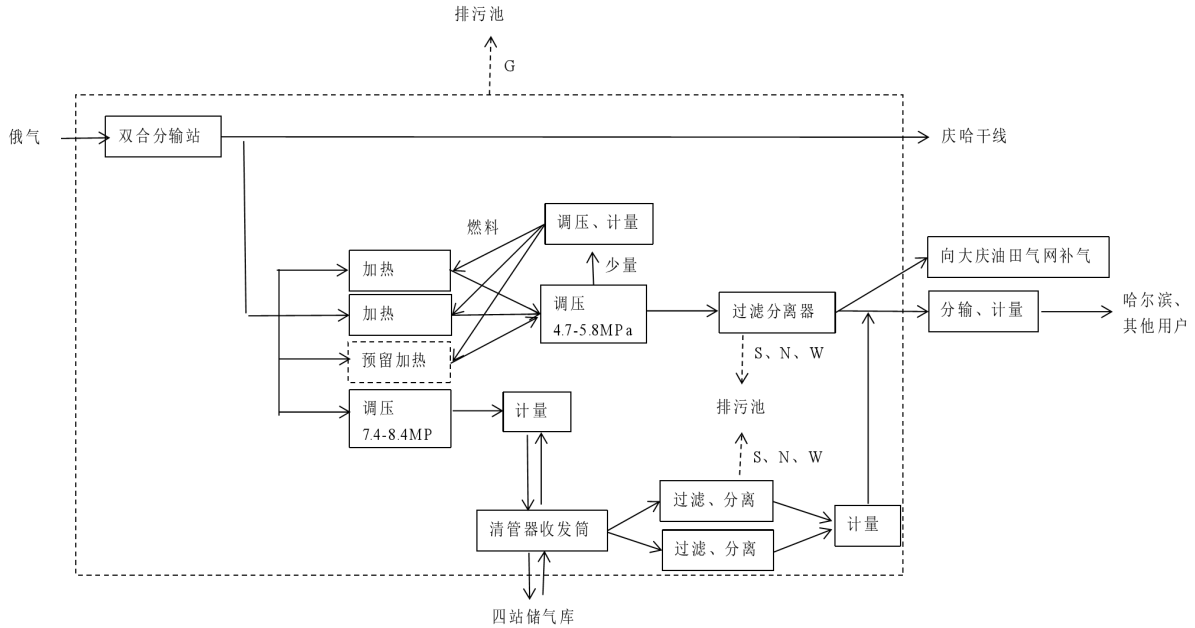 排污池
G
俄气
双合分输站
庆哈干线
燃料
调压、计量
少量
加热
加热
预留加热
调压
4.7-5.8MPa
过滤分离器
向大庆油田气网补气
分输、计量
哈尔滨、
其他用户
S、N、W
排污池
S、N、W
调压
7.4-8.4MP
计量
清管器收发筒
过滤、分离
过滤、分离
计量
四站储气库